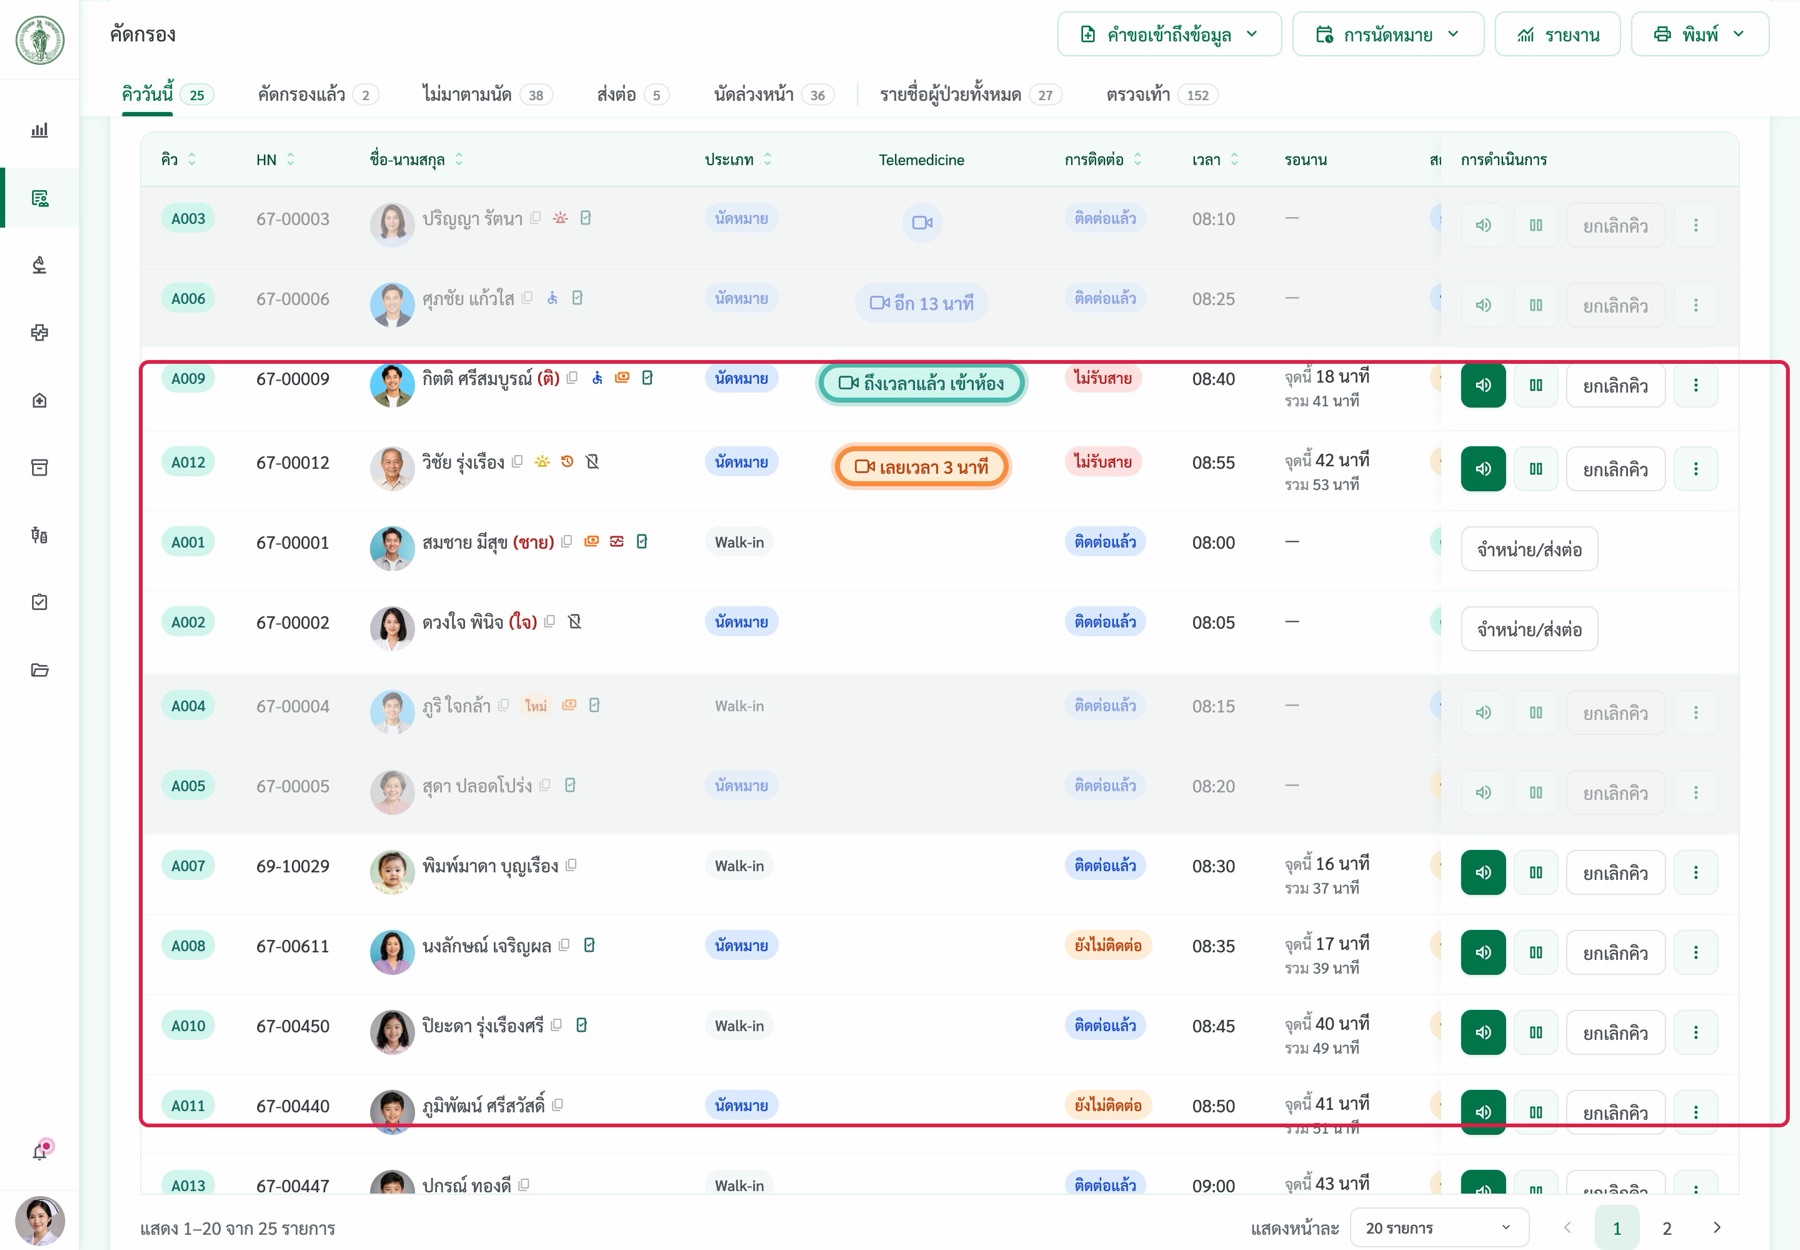 คัดกรอง
คำขอเข้าถึงข้อมูล
การนัดหมาย
รายงาน
พิมพ์
คิววันนี้ 25
คัดกรองแล้ว 2
ไม่มาตามนัด 38
ส่งต่อ 5
นัดล่วงหน้า 36
รายชื่อผู้ป่วยทั้งหมด 27
ตรวจเท้า 152
คิว HN ชื่อ-นามสกุล ประเภท Telemedicine การติดต่อ เวลา รอนาน การดำเนินการ
A003 67-00003 ปริญญา รัตนา นัดหมาย ติดต่อแล้ว 08:10 — ยกเลิกคิว
A006 67-00006 ศุภชัย แก้วใส นัดหมาย อีก 13 นาที ติดต่อแล้ว 08:25 — ยกเลิกคิว
A009 67-00009 กิตติ ศรีสมบูรณ์ (ติ) นัดหมาย ถึงเวลาแล้ว เข้าห้อง ไม่รับสาย 08:40 จุดนี้ 18 นาที ยกเลิกคิว
รวม 41 นาที
A012 67-00012 วิชัย รุ่งเรือง นัดหมาย เลยเวลา 3 นาที ไม่รับสาย 08:55 จุดนี้ 42 นาที ยกเลิกคิว
รวม 53 นาที
A001 67-00001 สมชาย มีสุข (ชาย) Walk-in ติดต่อแล้ว 08:00 — จำหน่าย/ส่งต่อ
A002 67-00002 ดวงใจ พินิจ (ใจ) นัดหมาย ติดต่อแล้ว 08:05 — จำหน่าย/ส่งต่อ
A004 67-00004 ภูริ ใจกล้า ใหม่ Walk-in ติดต่อแล้ว 08:15 — ยกเลิกคิว
A005 67-00005 สุดา ปลอดโปร่ง นัดหมาย ติดต่อแล้ว 08:20 — ยกเลิกคิว
A007 69-10029 พิมพ์มาดา บุญเรือง Walk-in ติดต่อแล้ว 08:30 จุดนี้ 16 นาที ยกเลิกคิว
รวม 37 นาที
A008 67-00611 นงลักษณ์ เจริญผล นัดหมาย ยังไม่ติดต่อ 08:35 จุดนี้ 17 นาที ยกเลิกคิว
รวม 39 นาที
A010 67-00450 ปิยะดา รุ่งเรืองศรี Walk-in ติดต่อแล้ว 08:45 จุดนี้ 40 นาที ยกเลิกคิว
รวม 49 นาที
A011 67-00440 ภูมิพัฒน์ ศรีสวัสดิ์ นัดหมาย ยังไม่ติดต่อ 08:50 จุดนี้ 41 นาที ยกเลิกคิว
รวม 51 นาที
A013 67-00447 ปกรณ์ ทองดี Walk-in ติดต่อแล้ว 09:00 จุดนี้ 43 นาที ยกเลิกคิว
แสดง 1–20 จาก 25 รายการ
แสดงหน้าละ 20 รายการ 1 2